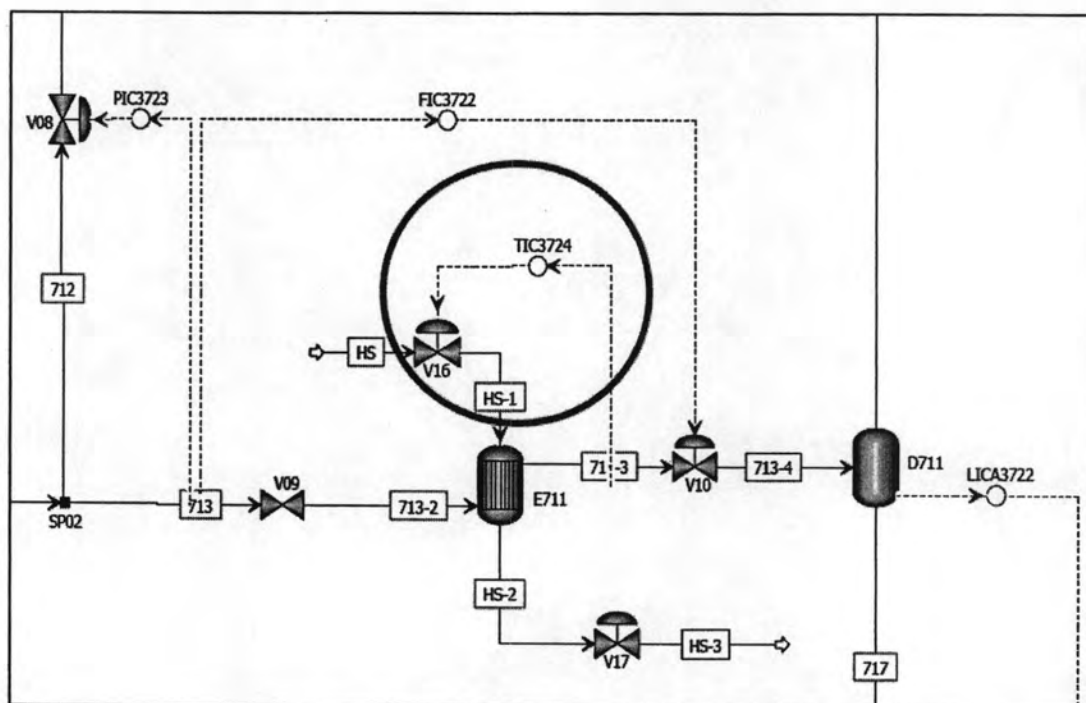 PIC3723
FIC3722
V08
TIC3724
712
HS
V16
HS-1
713-4
D711
V10
LICA3722
V09
713
713-2
E711
SP02
HS-2
HS-3
V17
717